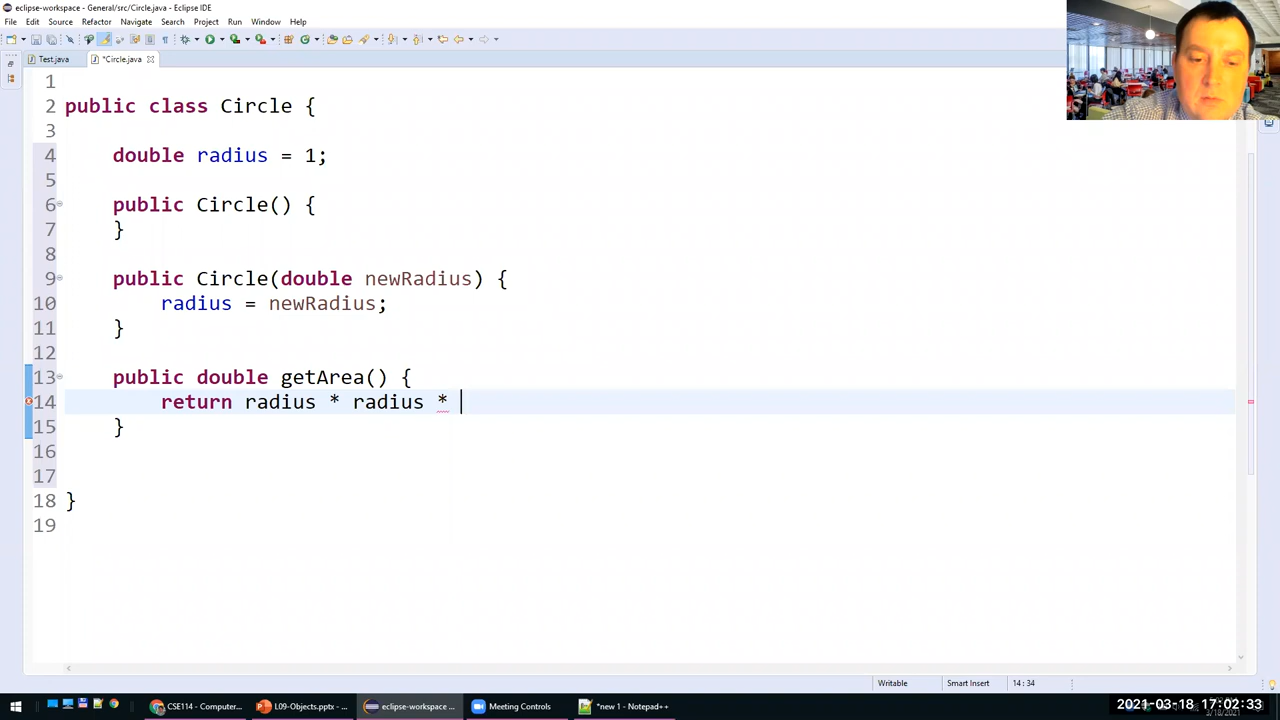 eclipse-workspace - General/src/Circle.java - Eclipse IDE
File Edit Source Refactor Navigate Search Project Run Window Help
Test.java *Circle.java
1
2 public class Circle {
3
4 double radius = 1;
5
6 public Circle() {
7 }
8
9 public Circle(double newRadius) {
10 radius = newRadius;
11 }
12
13 public double getArea() {
14 return radius * radius *
15 }
16
17
18 }
19
Writable Smart Insert 14 : 34
CSE114 - Computer... L09-Objects.pptx - ... eclipse-workspace ... Meeting Controls *new 1 - Notepad++ 2021-03-18 17:02:33
3/18/2021